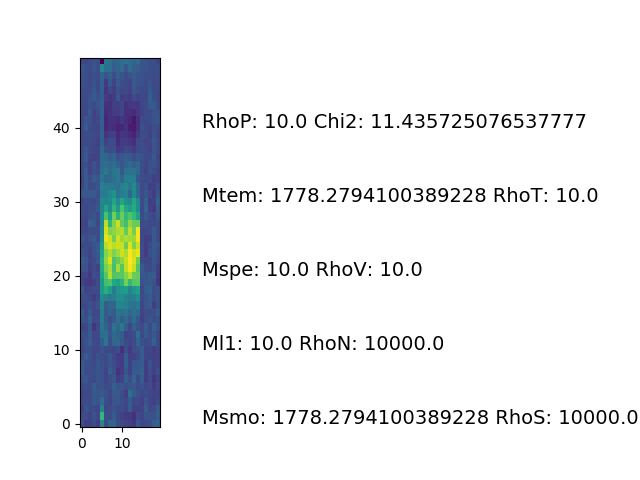 40
30
20
10
0
0 10
RhoP: 10.0 Chi2: 11.435725076537777
Mtem: 1778.2794100389228 RhoT: 10.0
Mspe: 10.0 RhoV: 10.0
Ml1: 10.0 RhoN: 10000.0
Msmo: 1778.2794100389228 RhoS: 10000.0